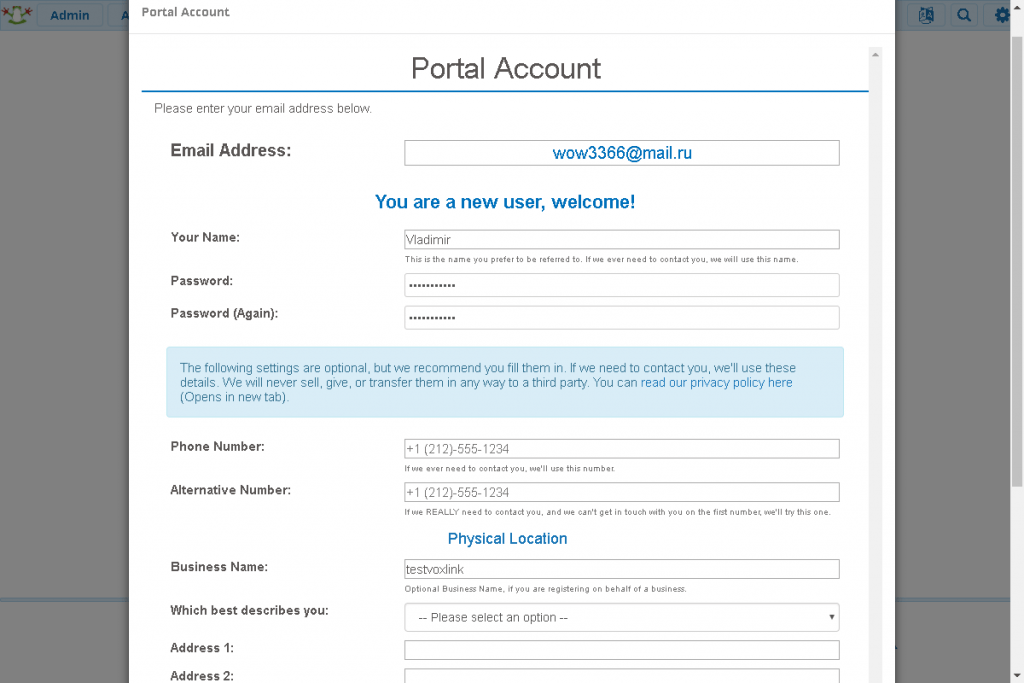 Admin
Portal Account
Portal Account
Please enter your email address below.
Email Address:
wow3366@mail.ru
You are a new user, welcome!
Your Name:
Vladimir
This is the name you prefer to be referred to. If we ever need to contact you, we will use this name.
Password:
•••••••••••
Password (Again):
•••••••••••
The following settings are optional, but we recommend you fill them in. If we need to contact you, we'll use these
details. We will never sell, give, or transfer them in any way to a third party. You can read our privacy policy here
(Opens in new tab).
Phone Number:
+1 (212)-555-1234
If we ever need to contact you, we'll use this number.
Alternative Number:
+1 (212)-555-1234
If we REALLY need to contact you, and we can't get in touch with you on the first number, we'll try this one.
Physical Location
Business Name:
testvoxlink
Optional Business Name, if you are registering on behalf of a business.
Which best describes you:
-- Please select an option --
Address 1:
Address 2: